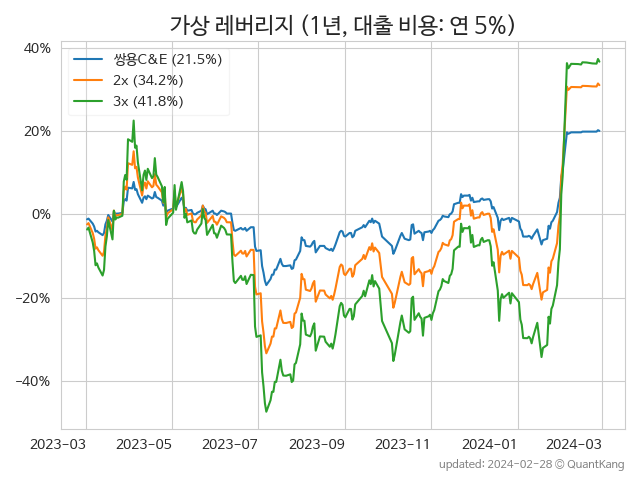 가상 레버리지 (1년, 대출 비용: 연 5%)
쌍용C&E (21.5%)
2x (34.2%)
3x (41.8%)
40%
20%
0%
−20%
−40%
2023-03 2023-05 2023-07 2023-09 2023-11 2024-01 2024-03
updated: 2024-02-28 © QuantKang